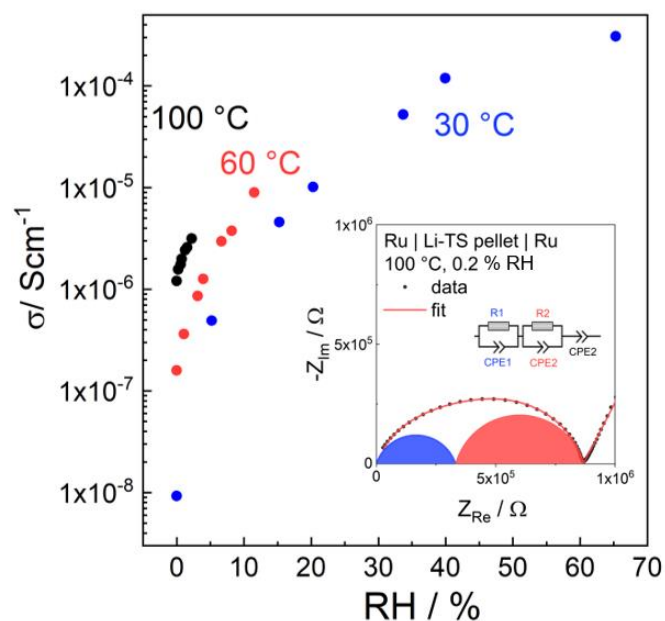 1x10⁻⁴
1x10⁻⁵
1x10⁻⁶
1x10⁻⁷
1x10⁻⁸
σ/ Scm⁻¹
100 °C
60 °C
30 °C
0 10 20 30 40 50 60 70
RH / %
1x10⁶
5x10⁵
0
-Z_Im / Ω
Ru | Li-TS pellet | Ru
100 °C, 0.2 % RH
data
fit
R1 R2
CPE1 CPE2 CPE2
0 5x10⁵ 1x10⁶
Z_Re / Ω